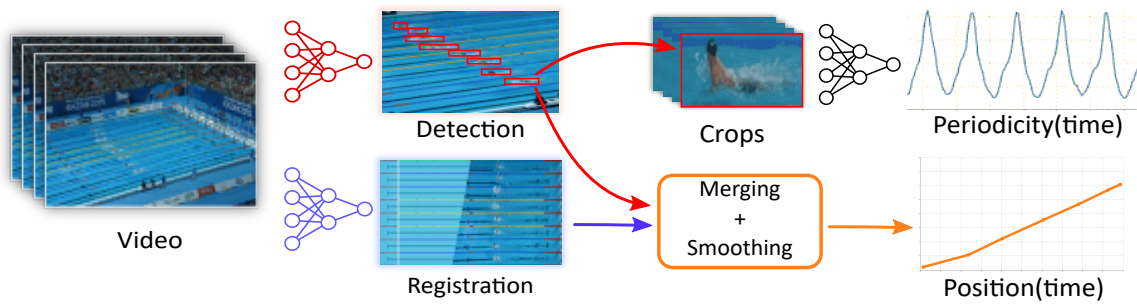 Video
Detection
Registration
Crops
Merging
+
Smoothing
Periodicity(time)
Position(time)